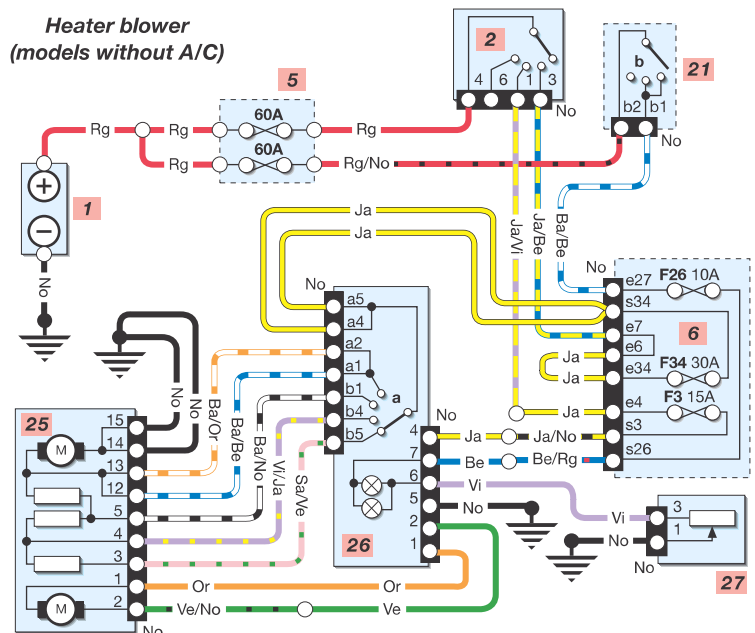 Heater blower
(models without A/C)
2
4 6 1 3
No
21
b
b2 b1
No
5
60A
60A
Rg Rg Rg
Rg Rg/No
+
−
1
No
Ja
Ja
Ja/Vi
Ja/Be
Ba/Be
No
e27 F26 10A
s34
e7
e6
6
e34 F34 30A
F3 15A
e4
s3
s26
Ja
Ja
Ja
No
a5
a4
a2
a1
b1
b4
b5
a
26
No
4
7
6
5
2
1
Ja Ja/No
Be Be/Rg
Vi
No
Vi
No
3
1
No
27
No
No
Ba/Or
Ba/Be
Ba/No
Vi/Ja
Sa/Ve
25
M
15
14
13
12
5
4
3
1
2
M
Or Or
Ve/No Ve
No